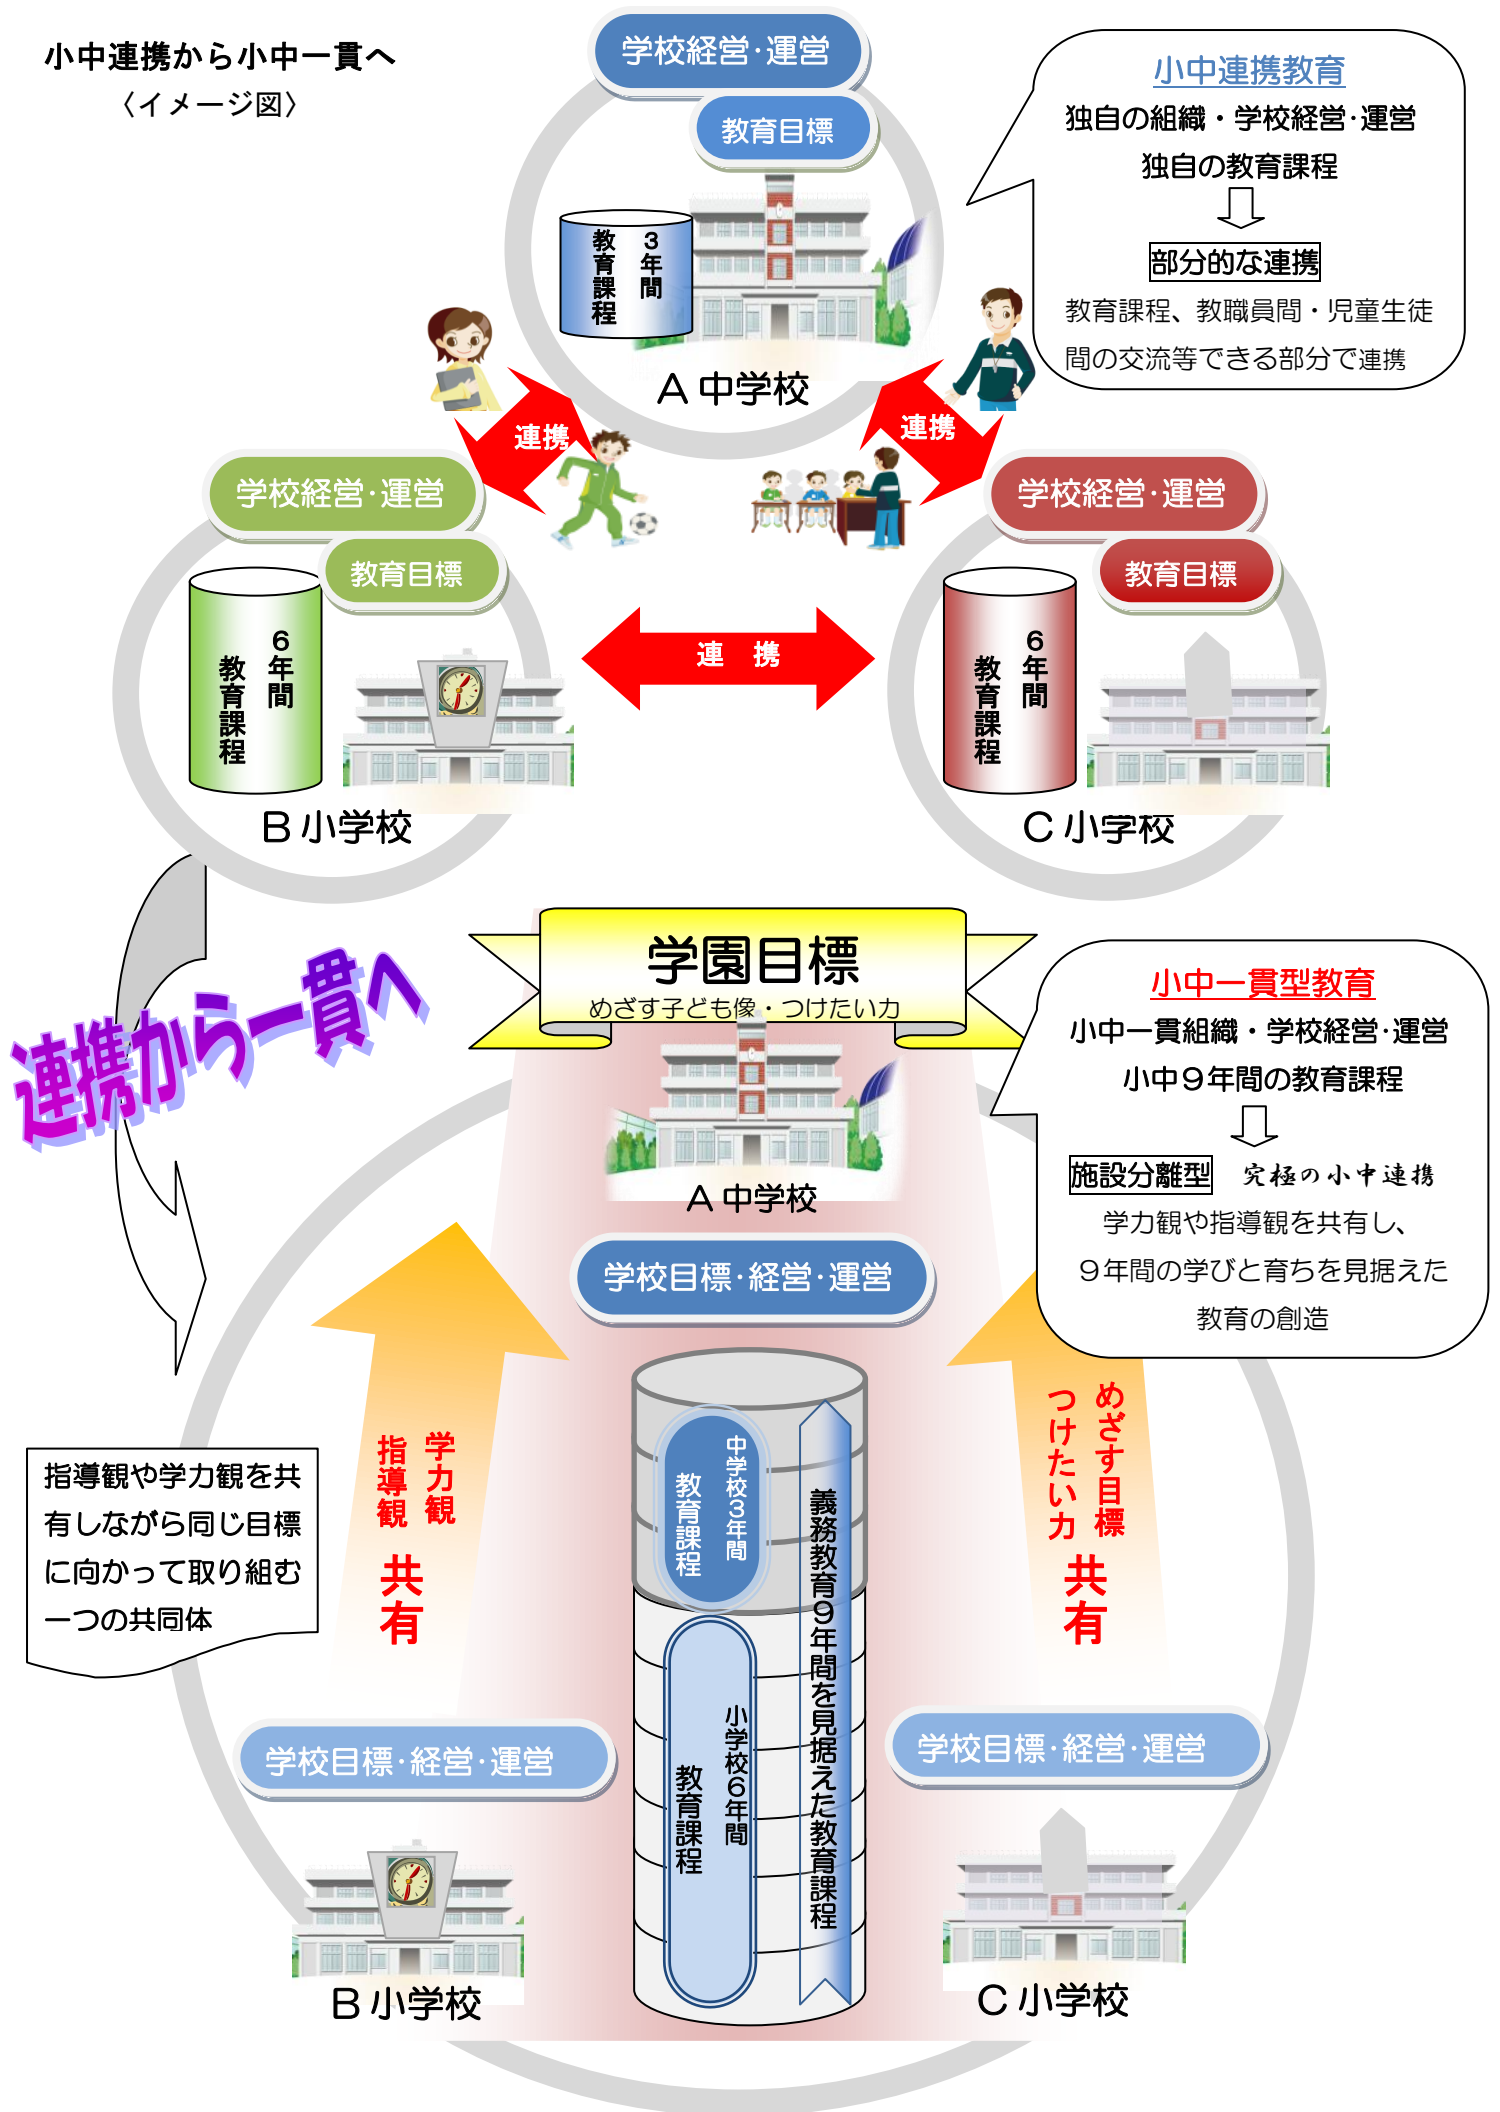 小中連携から小中一貫へ
〈イメージ図〉
学校経営･運営
教育目標
３年間
教育課程
A 中学校
小中連携教育
独自の組織・学校経営･運営
独自の教育課程
部分的な連携
教育課程、教職員間・児童生徒
間の交流等できる部分で連携
連携
連携
学校経営･運営
教育目標
６年間
教育課程
B 小学校
連　携
学校経営･運営
教育目標
６年間
教育課程
C 小学校
連携から一貫へ
学園目標
めざす子ども像・つけたい力
A 中学校
学校目標･経営･運営
小中一貫型教育
小中一貫組織・学校経営･運営
小中９年間の教育課程
施設分離型　究極の小中連携
学力観や指導観を共有し、
９年間の学びと育ちを見据えた
教育の創造
指導観や学力観を共
有しながら同じ目標
に向かって取り組む
一つの共同体
学力観
指導観
共有
めざす目標
つけたい力
共有
中学校３年間
教育課程
義務教育９年間を見据えた教育課程
小学校６年間
教育課程
学校目標･経営･運営
B 小学校
学校目標･経営･運営
C 小学校